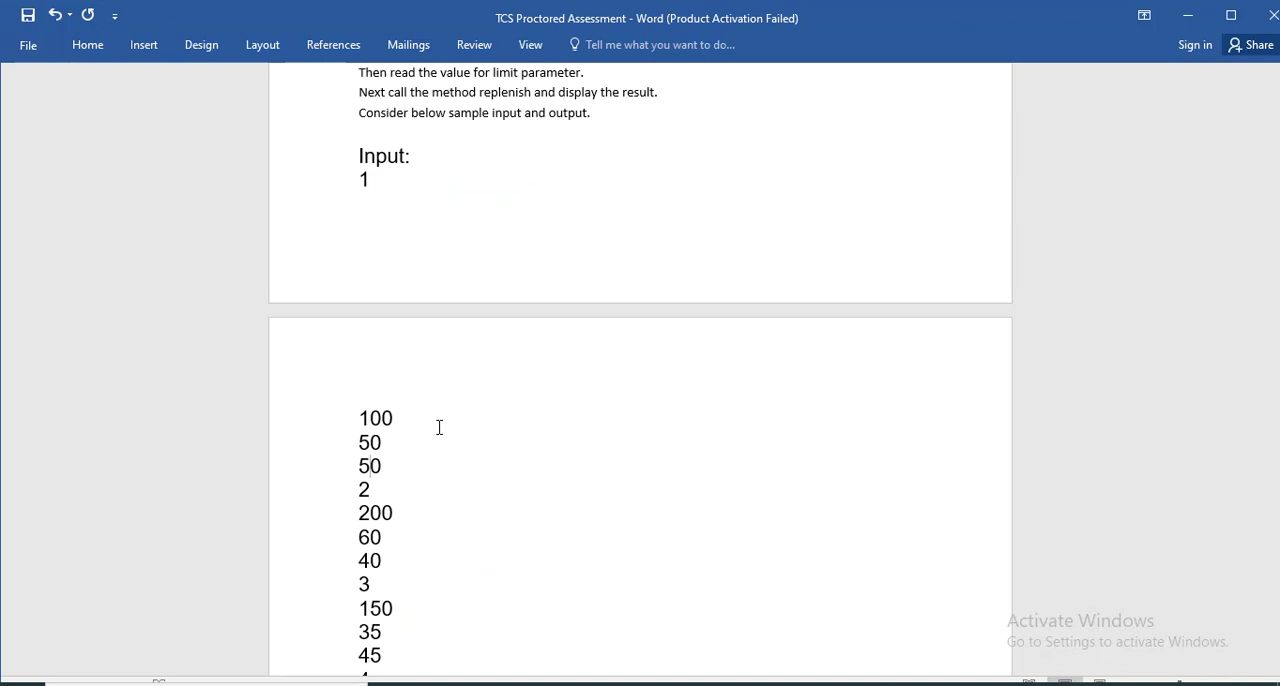 TCS Proctored Assessment - Word (Product Activation Failed)
File Home Insert Design Layout References Mailings Review View Tell me what you want to do... Sign in Share
Then read the value for limit parameter.
Next call the method replenish and display the result.
Consider below sample input and output.
Input:
1
100
50
50
2
200
60
40
3
150
35
45
Activate Windows
Go to Settings to activate Windows.